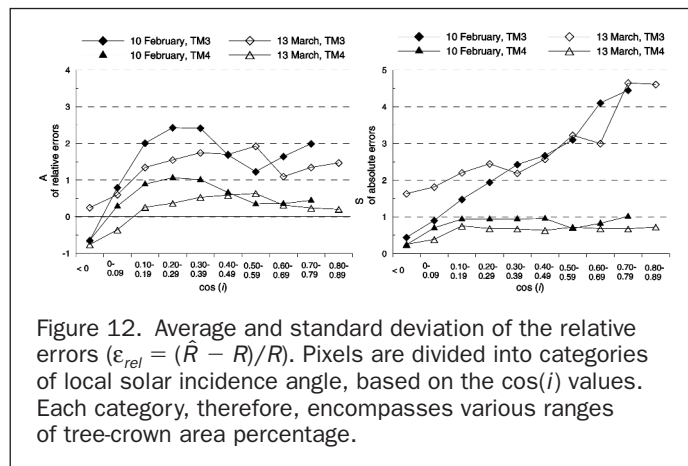 10 February, TM3 13 March, TM3
10 February, TM4 13 March, TM4
4
3
2
1
0
-1
A
of relative errors
< 0 0-0.09 0.10-0.19 0.20-0.29 0.30-0.39 0.40-0.49 0.50-0.59 0.60-0.69 0.70-0.79 0.80-0.89
cos (i)
10 February, TM3 13 March, TM3
10 February, TM4 13 March, TM4
5
4
3
2
1
0
S
of absolute errors
< 0 0-0.09 0.10-0.19 0.20-0.29 0.30-0.39 0.40-0.49 0.50-0.59 0.60-0.69 0.70-0.79 0.80-0.89
cos (i)
Figure 12. Average and standard deviation of the relative
errors (εrel = (R̂ − R)/R). Pixels are divided into categories
of local solar incidence angle, based on the cos(i) values.
Each category, therefore, encompasses various ranges
of tree-crown area percentage.